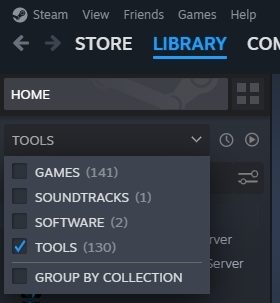 Steam View Friends Games Help
STORE LIBRARY COM
HOME
TOOLS
GAMES (141)
SOUNDTRACKS (1)
SOFTWARE (2)
TOOLS (130)
rver
Server
GROUP BY COLLECTION